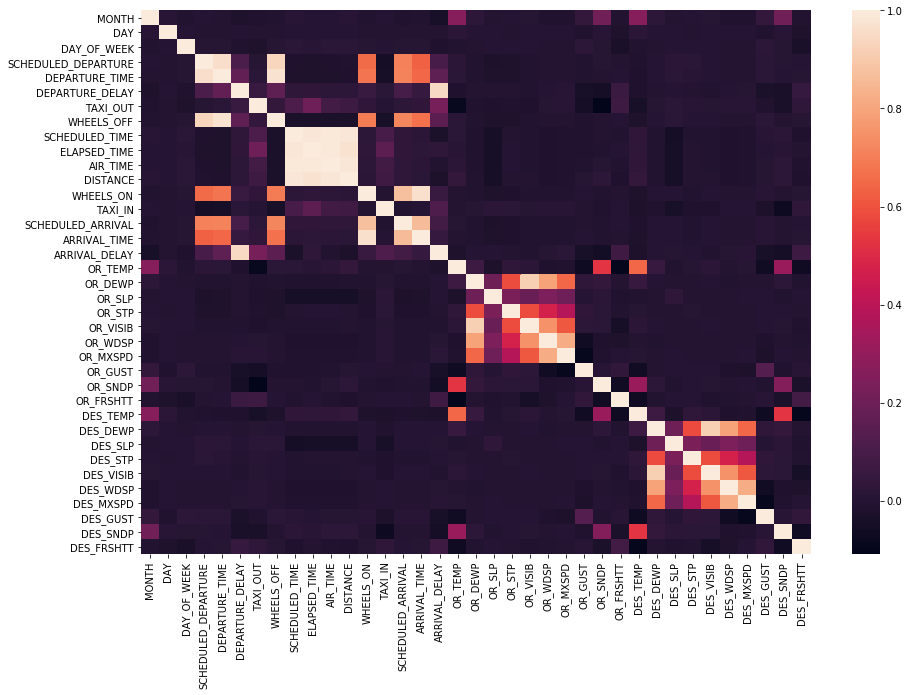 MONTH
DAY
DAY_OF_WEEK
SCHEDULED_DEPARTURE
DEPARTURE_TIME
DEPARTURE_DELAY
TAXI_OUT
WHEELS_OFF
SCHEDULED_TIME
ELAPSED_TIME
AIR_TIME
DISTANCE
WHEELS_ON
TAXI_IN
SCHEDULED_ARRIVAL
ARRIVAL_TIME
ARRIVAL_DELAY
OR_TEMP
OR_DEWP
OR_SLP
OR_STP
OR_VISIB
OR_WDSP
OR_MXSPD
OR_GUST
OR_SNDP
OR_FRSHTT
DES_TEMP
DES_DEWP
DES_SLP
DES_STP
DES_VISIB
DES_WDSP
DES_MXSPD
DES_GUST
DES_SNDP
DES_FRSHTT
MONTH
DAY
DAY_OF_WEEK
SCHEDULED_DEPARTURE
DEPARTURE_TIME
DEPARTURE_DELAY
TAXI_OUT
WHEELS_OFF
SCHEDULED_TIME
ELAPSED_TIME
AIR_TIME
DISTANCE
WHEELS_ON
TAXI_IN
SCHEDULED_ARRIVAL
ARRIVAL_TIME
ARRIVAL_DELAY
OR_TEMP
OR_DEWP
OR_SLP
OR_STP
OR_VISIB
OR_WDSP
OR_MXSPD
OR_GUST
OR_SNDP
OR_FRSHTT
DES_TEMP
DES_DEWP
DES_SLP
DES_STP
DES_VISIB
DES_WDSP
DES_MXSPD
DES_GUST
DES_SNDP
DES_FRSHTT
1.0
0.8
0.6
0.4
0.2
0.0